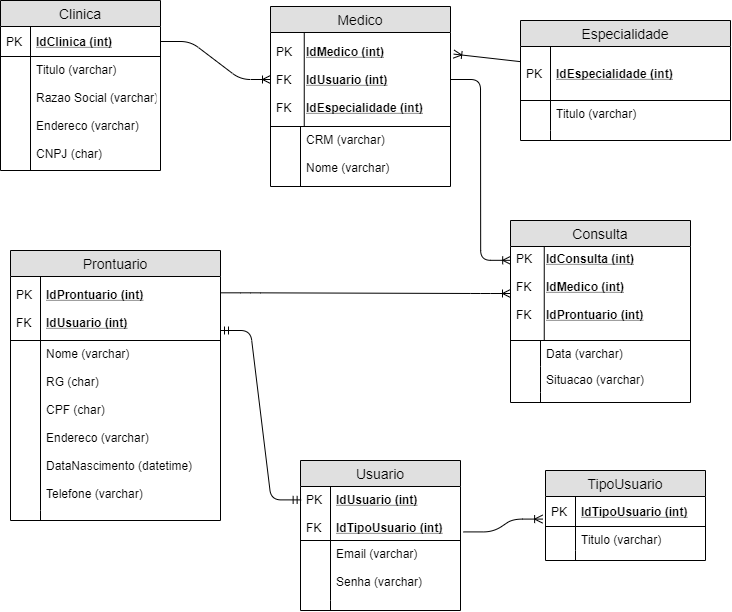 Clinica
PK IdClinica (int)
Titulo (varchar)
Razao Social (varchar)
Endereco (varchar)
CNPJ (char)
Medico
PK IdMedico (int)
FK IdUsuario (int)
FK IdEspecialidade (int)
CRM (varchar)
Nome (varchar)
Especialidade
PK IdEspecialidade (int)
Titulo (varchar)
Consulta
PK IdConsulta (int)
FK IdMedico (int)
FK IdProntuario (int)
Data (varchar)
Situacao (varchar)
Prontuario
PK IdProntuario (int)
FK IdUsuario (int)
Nome (varchar)
RG (char)
CPF (char)
Endereco (varchar)
DataNascimento (datetime)
Telefone (varchar)
Usuario
PK IdUsuario (int)
FK IdTipoUsuario (int)
Email (varchar)
Senha (varchar)
TipoUsuario
PK IdTipoUsuario (int)
Titulo (varchar)